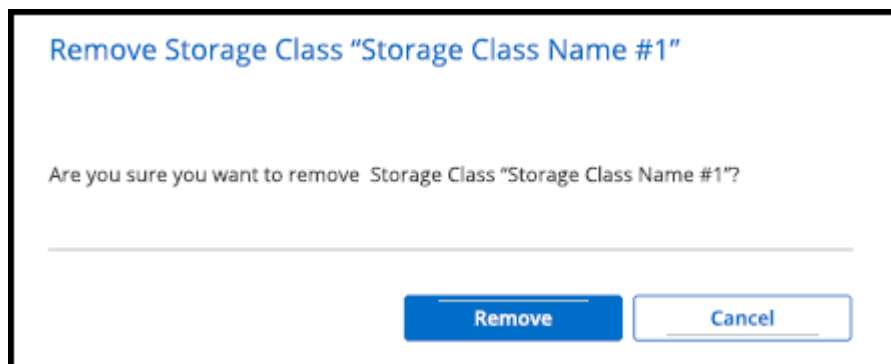 Remove Storage Class “Storage Class Name #1”
Are you sure you want to remove  Storage Class “Storage Class Name #1”?
Remove
Cancel